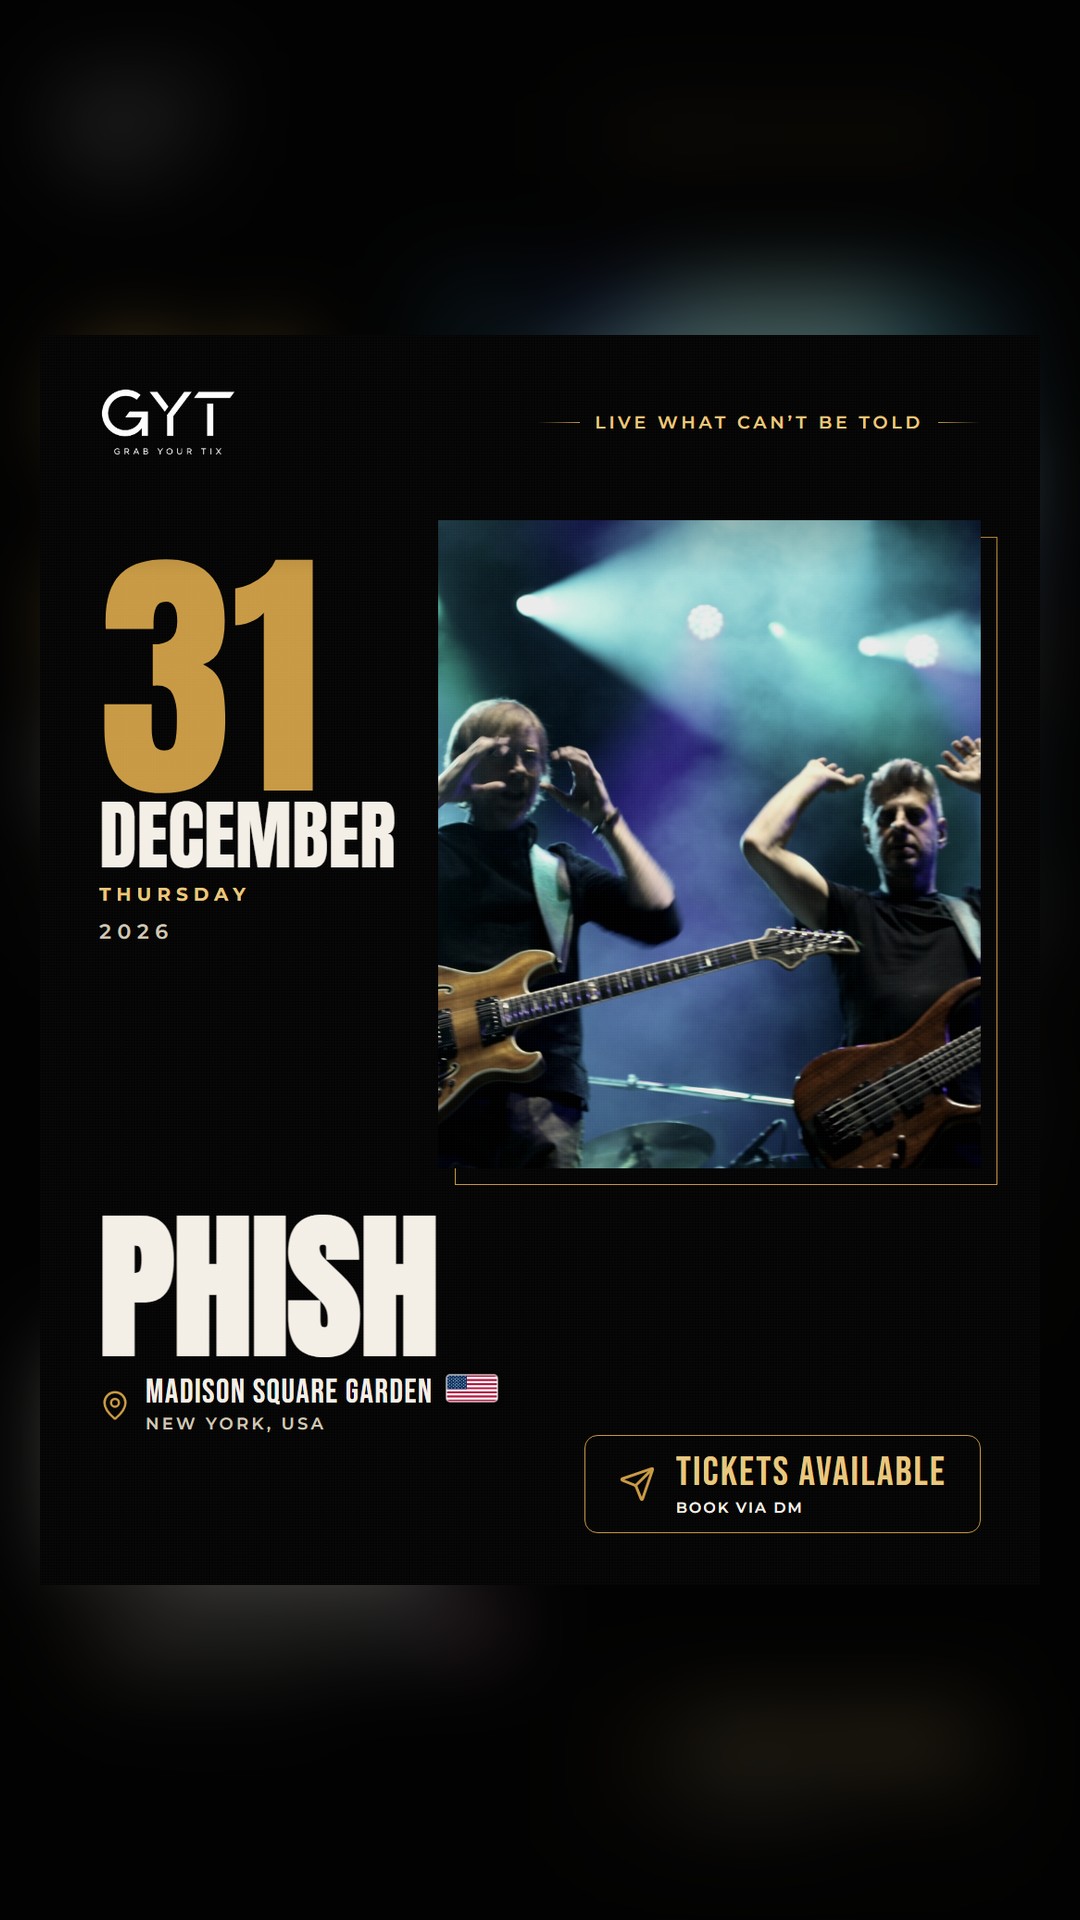 GYT
GRAB YOUR TIX
LIVE WHAT CAN’T BE TOLD
31
DECEMBER
THURSDAY
2026
PHISH
MADISON SQUARE GARDEN
NEW YORK, USA
TICKETS AVAILABLE
BOOK VIA DM